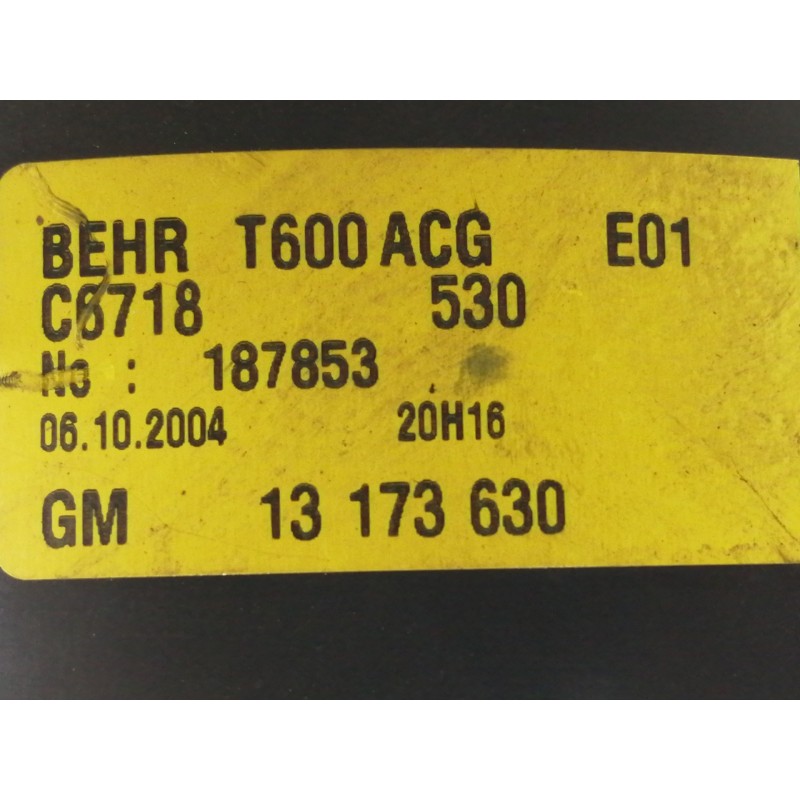 BEHR T600 ACG E01
C6718 530
No : 187853
06.10.2004 20H16
GM 13 173 630